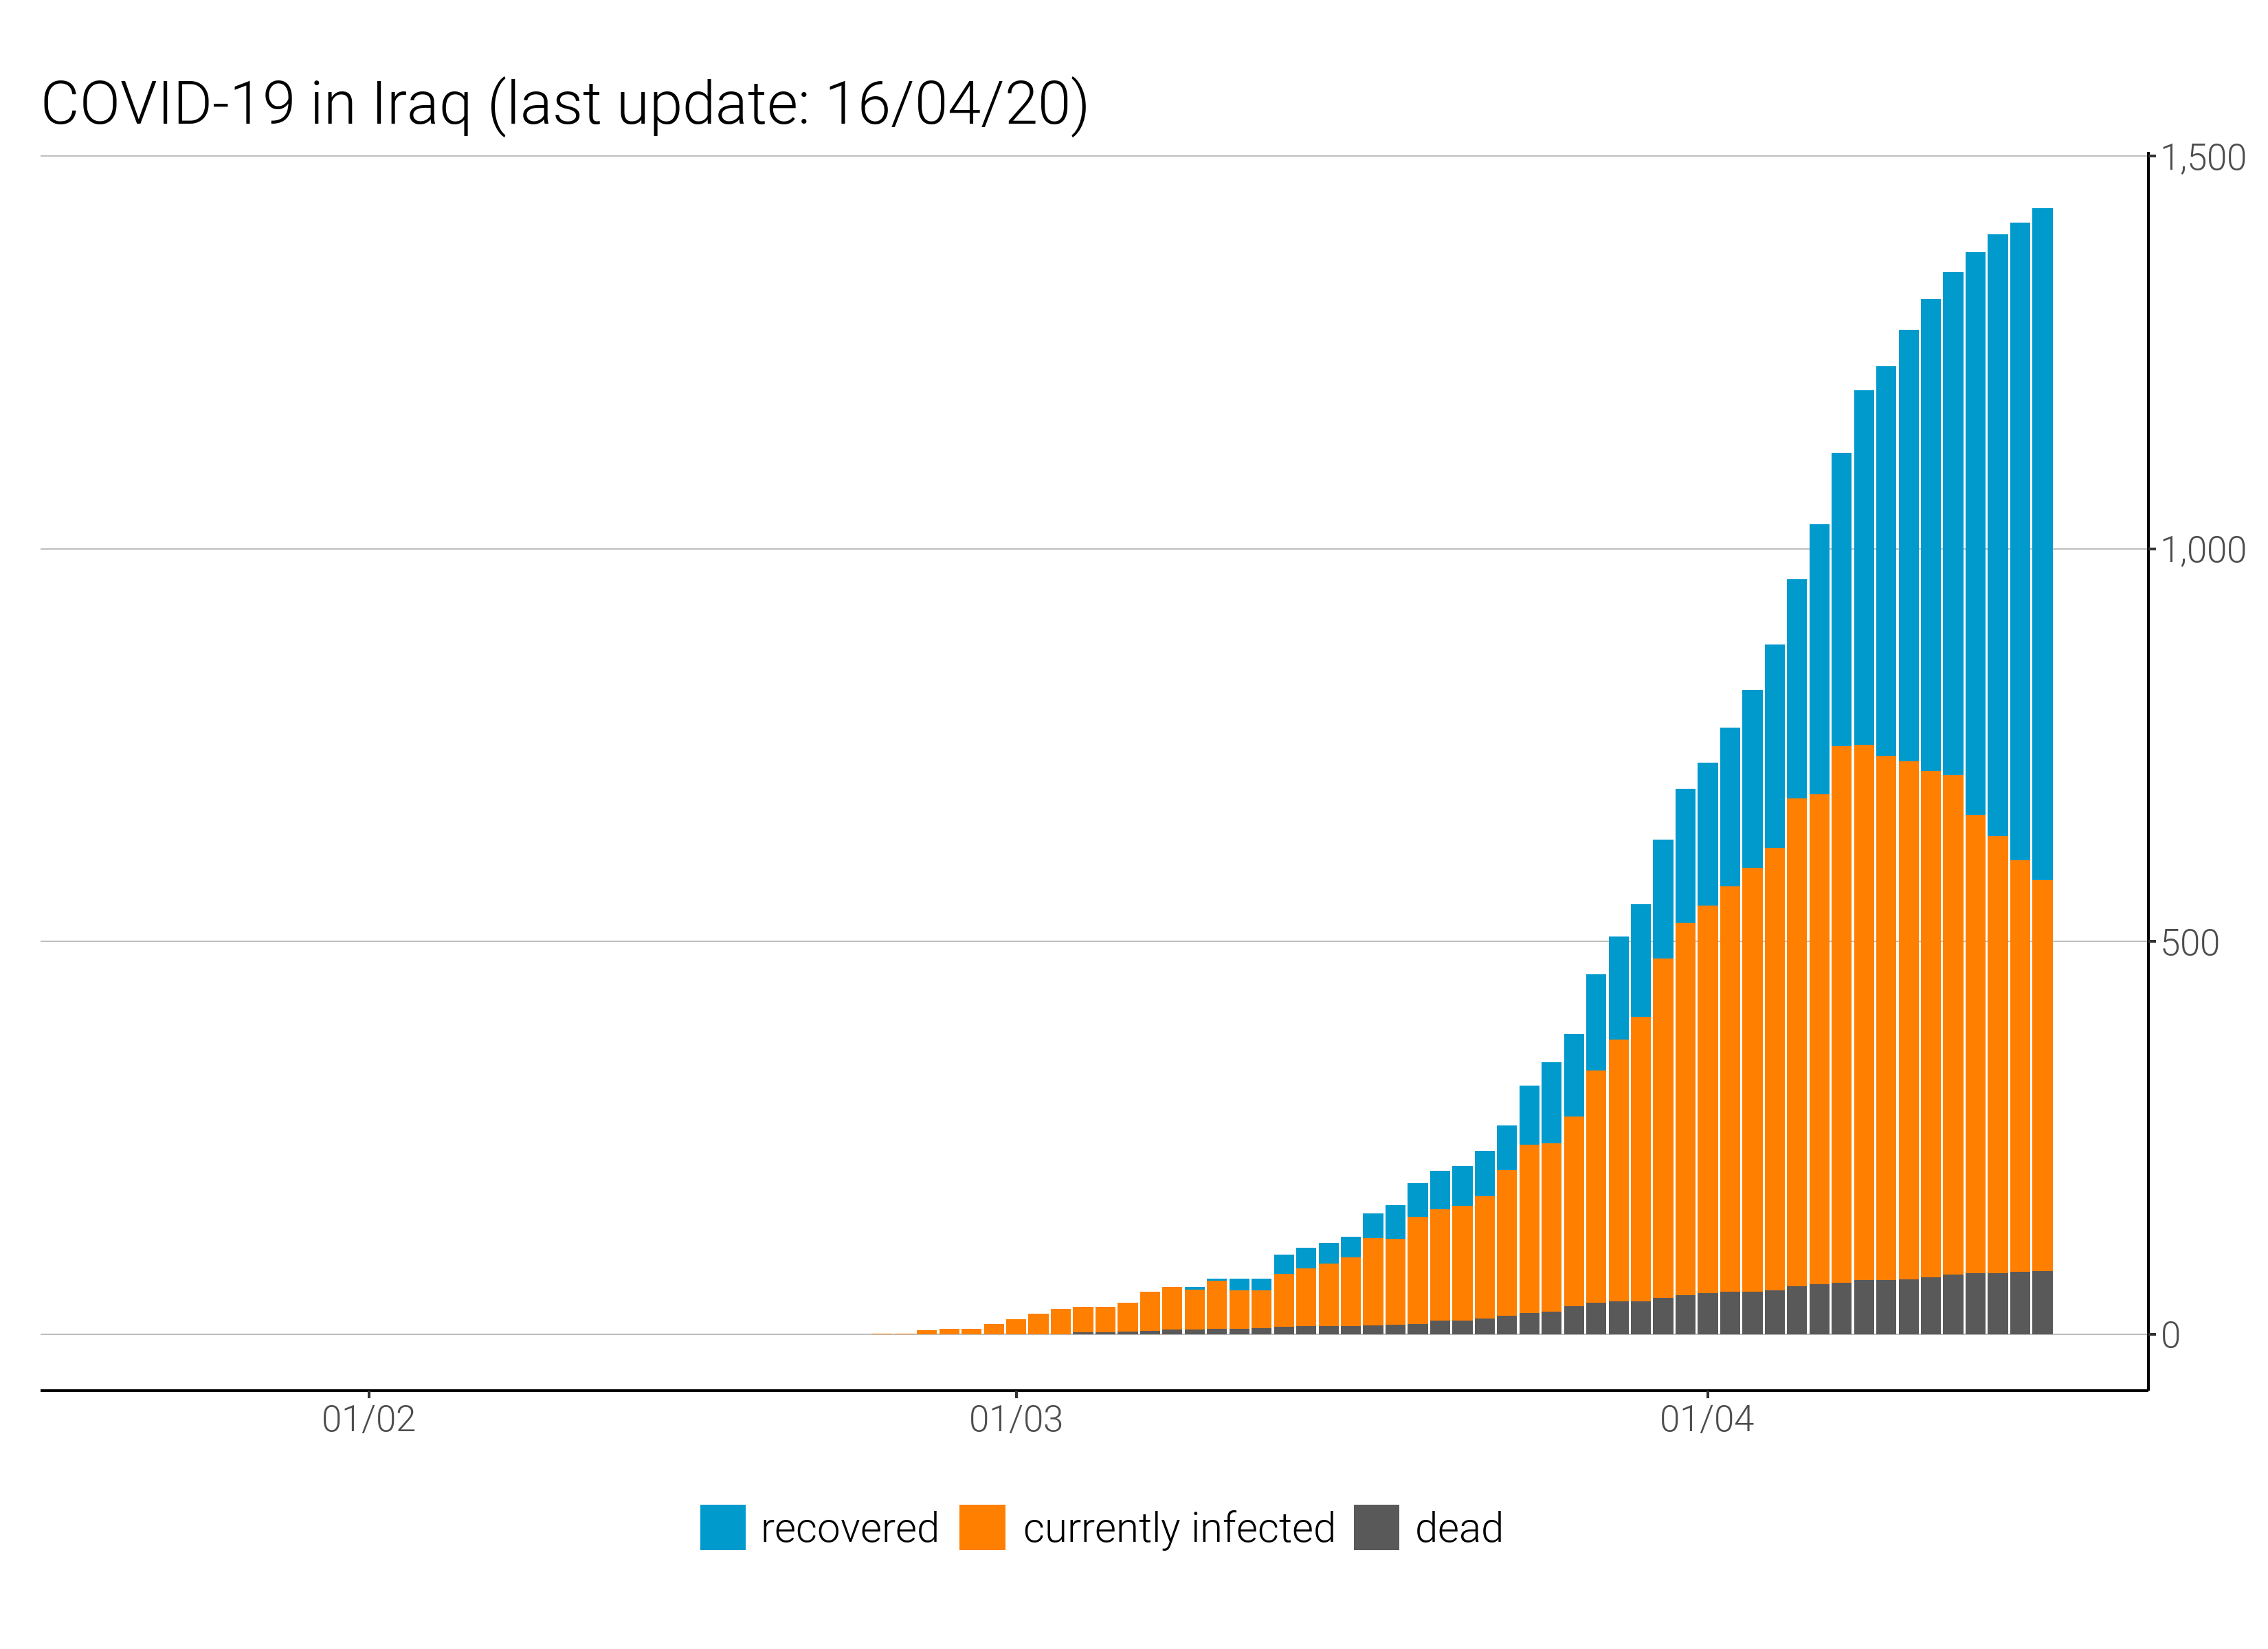 COVID-19 in Iraq (last update: 16/04/20)
1,500
1,000
500
0
01/02 01/03 01/04
recovered currently infected dead